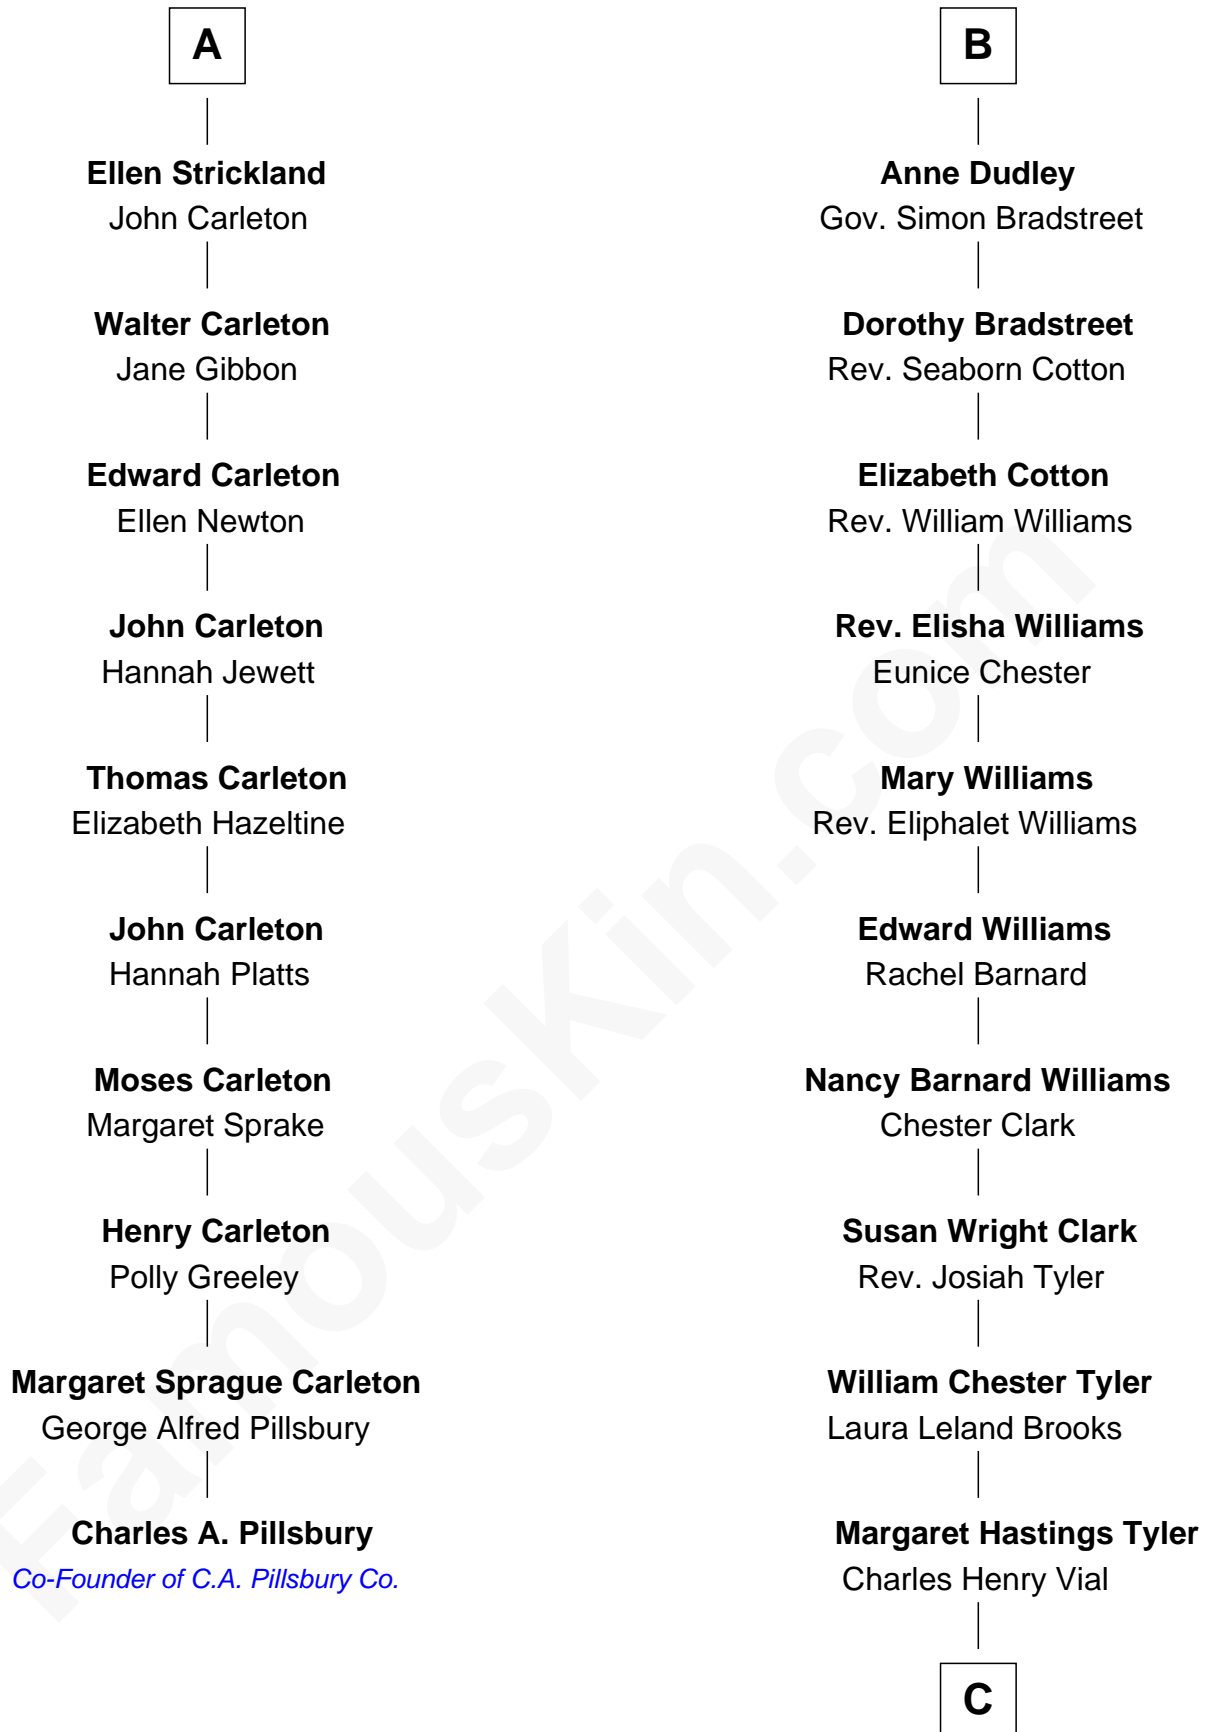 A
Ellen Strickland
John Carleton
Walter Carleton
Jane Gibbon
Edward Carleton
Ellen Newton
John Carleton
Hannah Jewett
Thomas Carleton
Elizabeth Hazeltine
John Carleton
Hannah Platts
Moses Carleton
Margaret Sprake
Henry Carleton
Polly Greeley
Margaret Sprague Carleton
George Alfred Pillsbury
Charles A. Pillsbury
Co-Founder of C.A. Pillsbury Co.
B
Anne Dudley
Gov. Simon Bradstreet
Dorothy Bradstreet
Rev. Seaborn Cotton
Elizabeth Cotton
Rev. William Williams
Rev. Elisha Williams
Eunice Chester
Mary Williams
Rev. Eliphalet Williams
Edward Williams
Rachel Barnard
Nancy Barnard Williams
Chester Clark
Susan Wright Clark
Rev. Josiah Tyler
William Chester Tyler
Laura Leland Brooks
Margaret Hastings Tyler
Charles Henry Vial
C
FamousKin.com